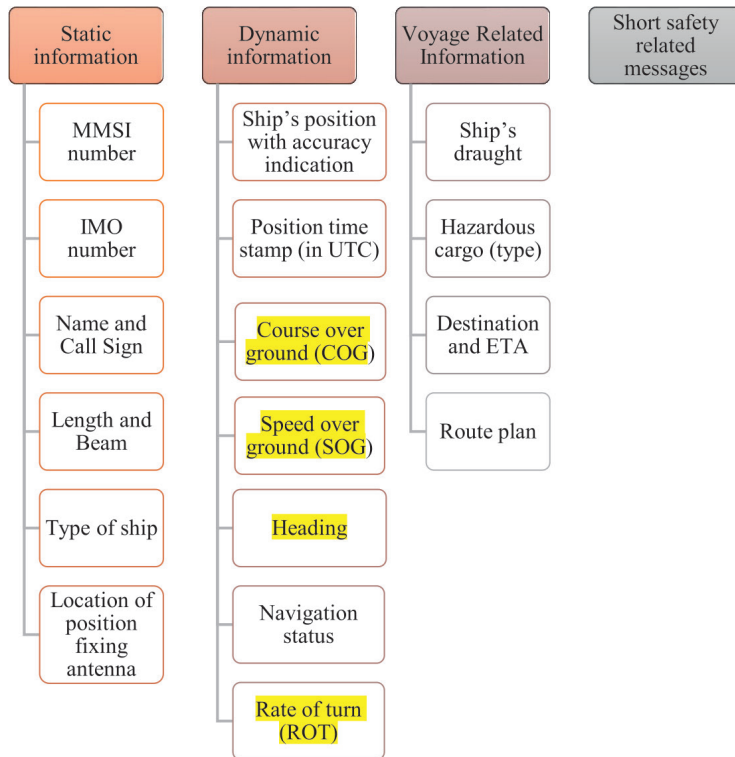 Static
information
MMSI
number
IMO
number
Name and
Call Sign
Length and
Beam
Type of ship
Location of
position
fixing
antenna
Dynamic
information
Ship’s position
with accuracy
indication
Position time
stamp (in UTC)
Course over
ground (COG)
Speed over
ground (SOG)
Heading
Navigation
status
Rate of turn
(ROT)
Voyage Related
Information
Ship’s
draught
Hazardous
cargo (type)
Destination
and ETA
Route plan
Short safety
related
messages